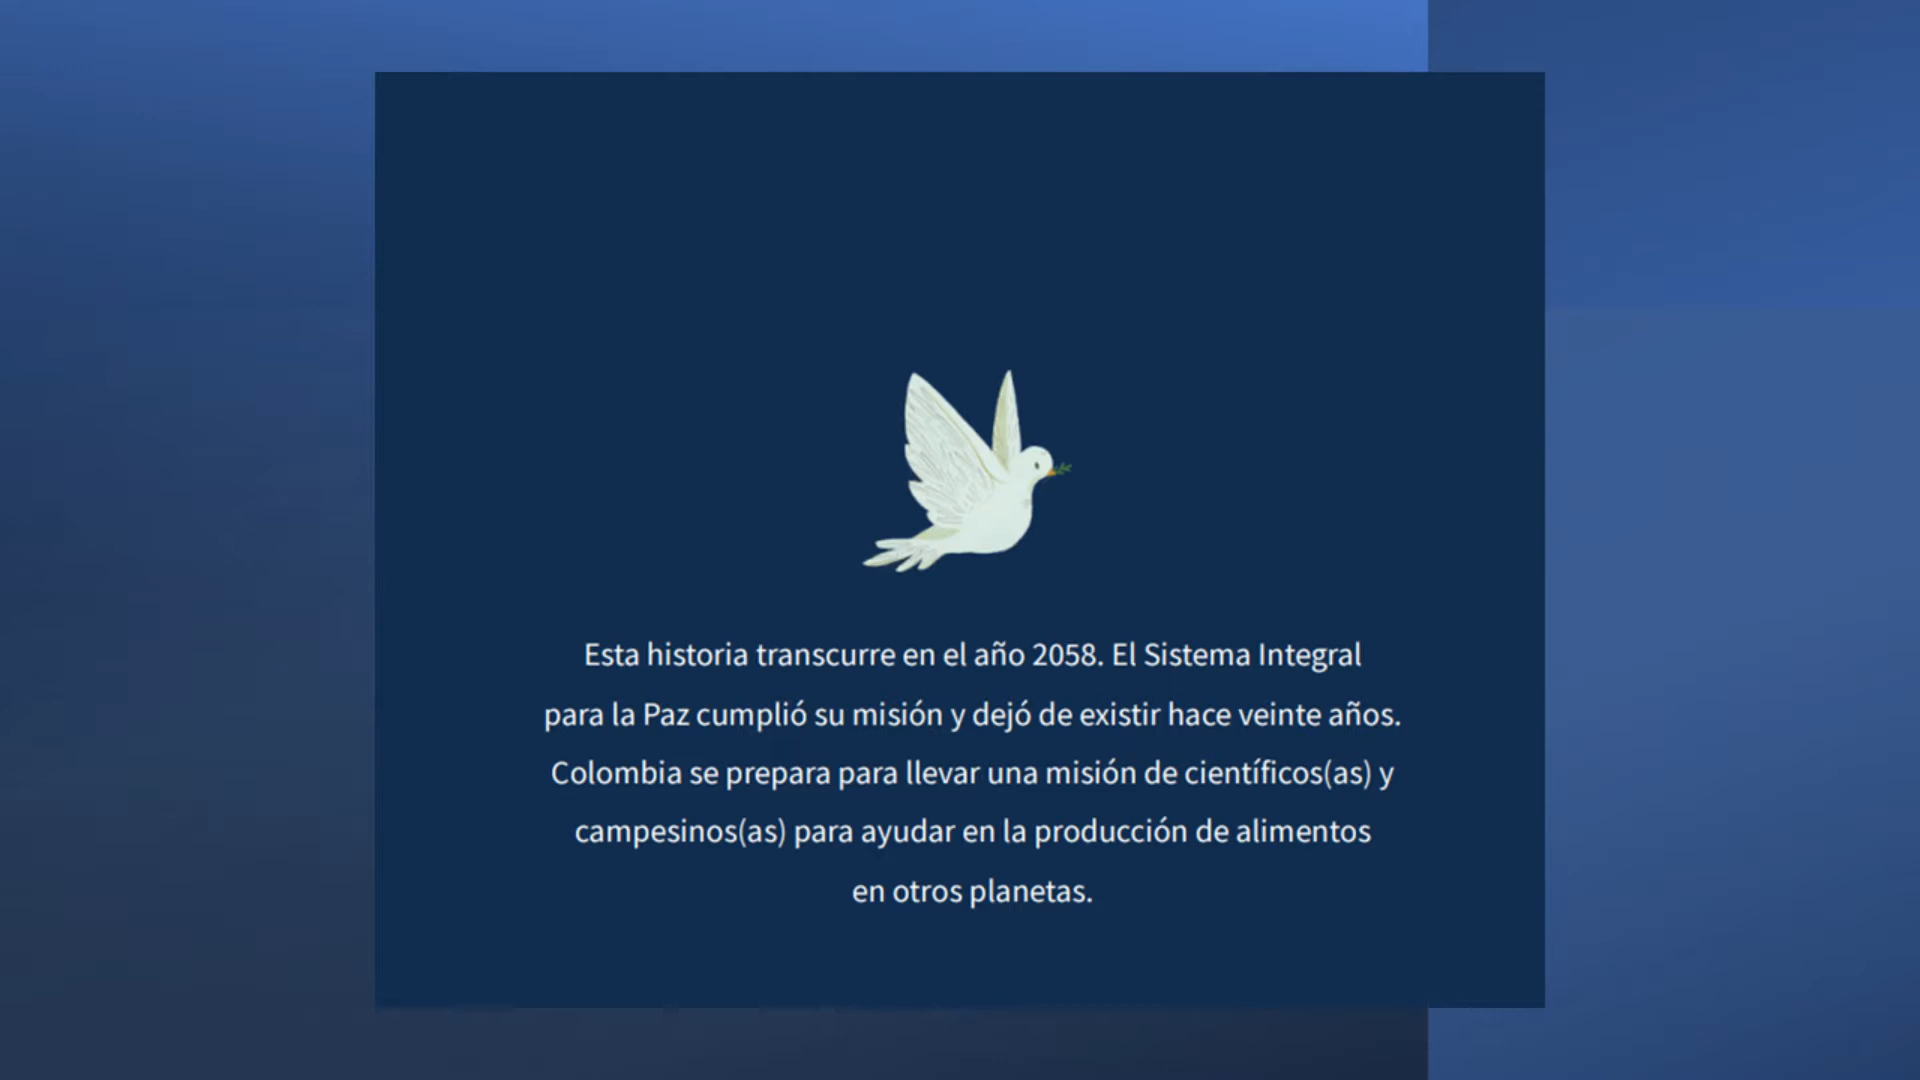 Esta historia transcurre en el año 2058. El Sistema Integral
para la Paz cumplió su misión y dejó de existir hace veinte años.
Colombia se prepara para llevar una misión de científicos(as) y
campesinos(as) para ayudar en la producción de alimentos
en otros planetas.